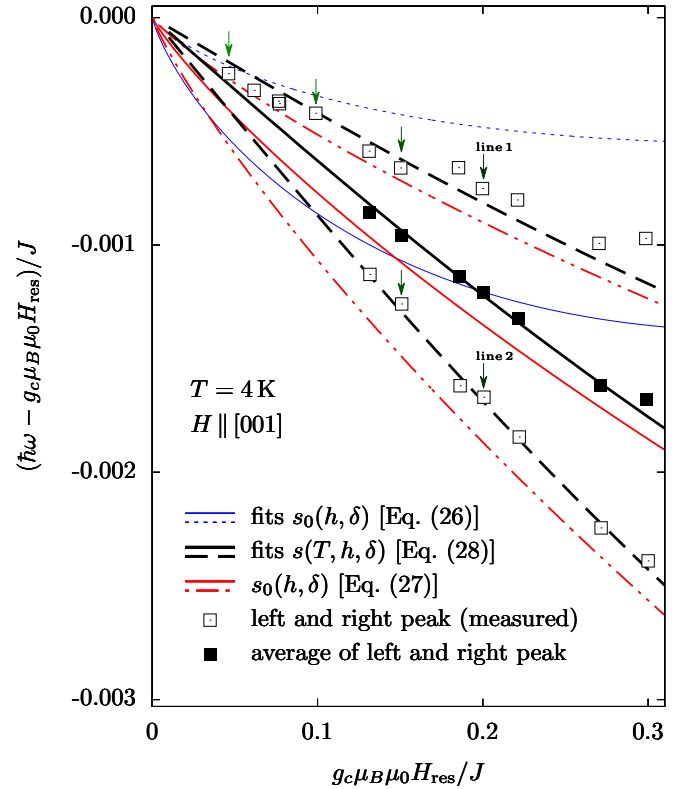 0.000
line 1
-0.001
(ħω − g_cμ_Bμ_0H_res)/J
line 2
T = 4 K
H ∥ [001]
-0.002
fits s_0(h, δ) [Eq. (26)]
fits s(T, h, δ) [Eq. (28)]
s_0(h, δ) [Eq. (27)]
left and right peak (measured)
average of left and right peak
-0.003
0 0.1 0.2 0.3
g_cμ_Bμ_0H_res/J